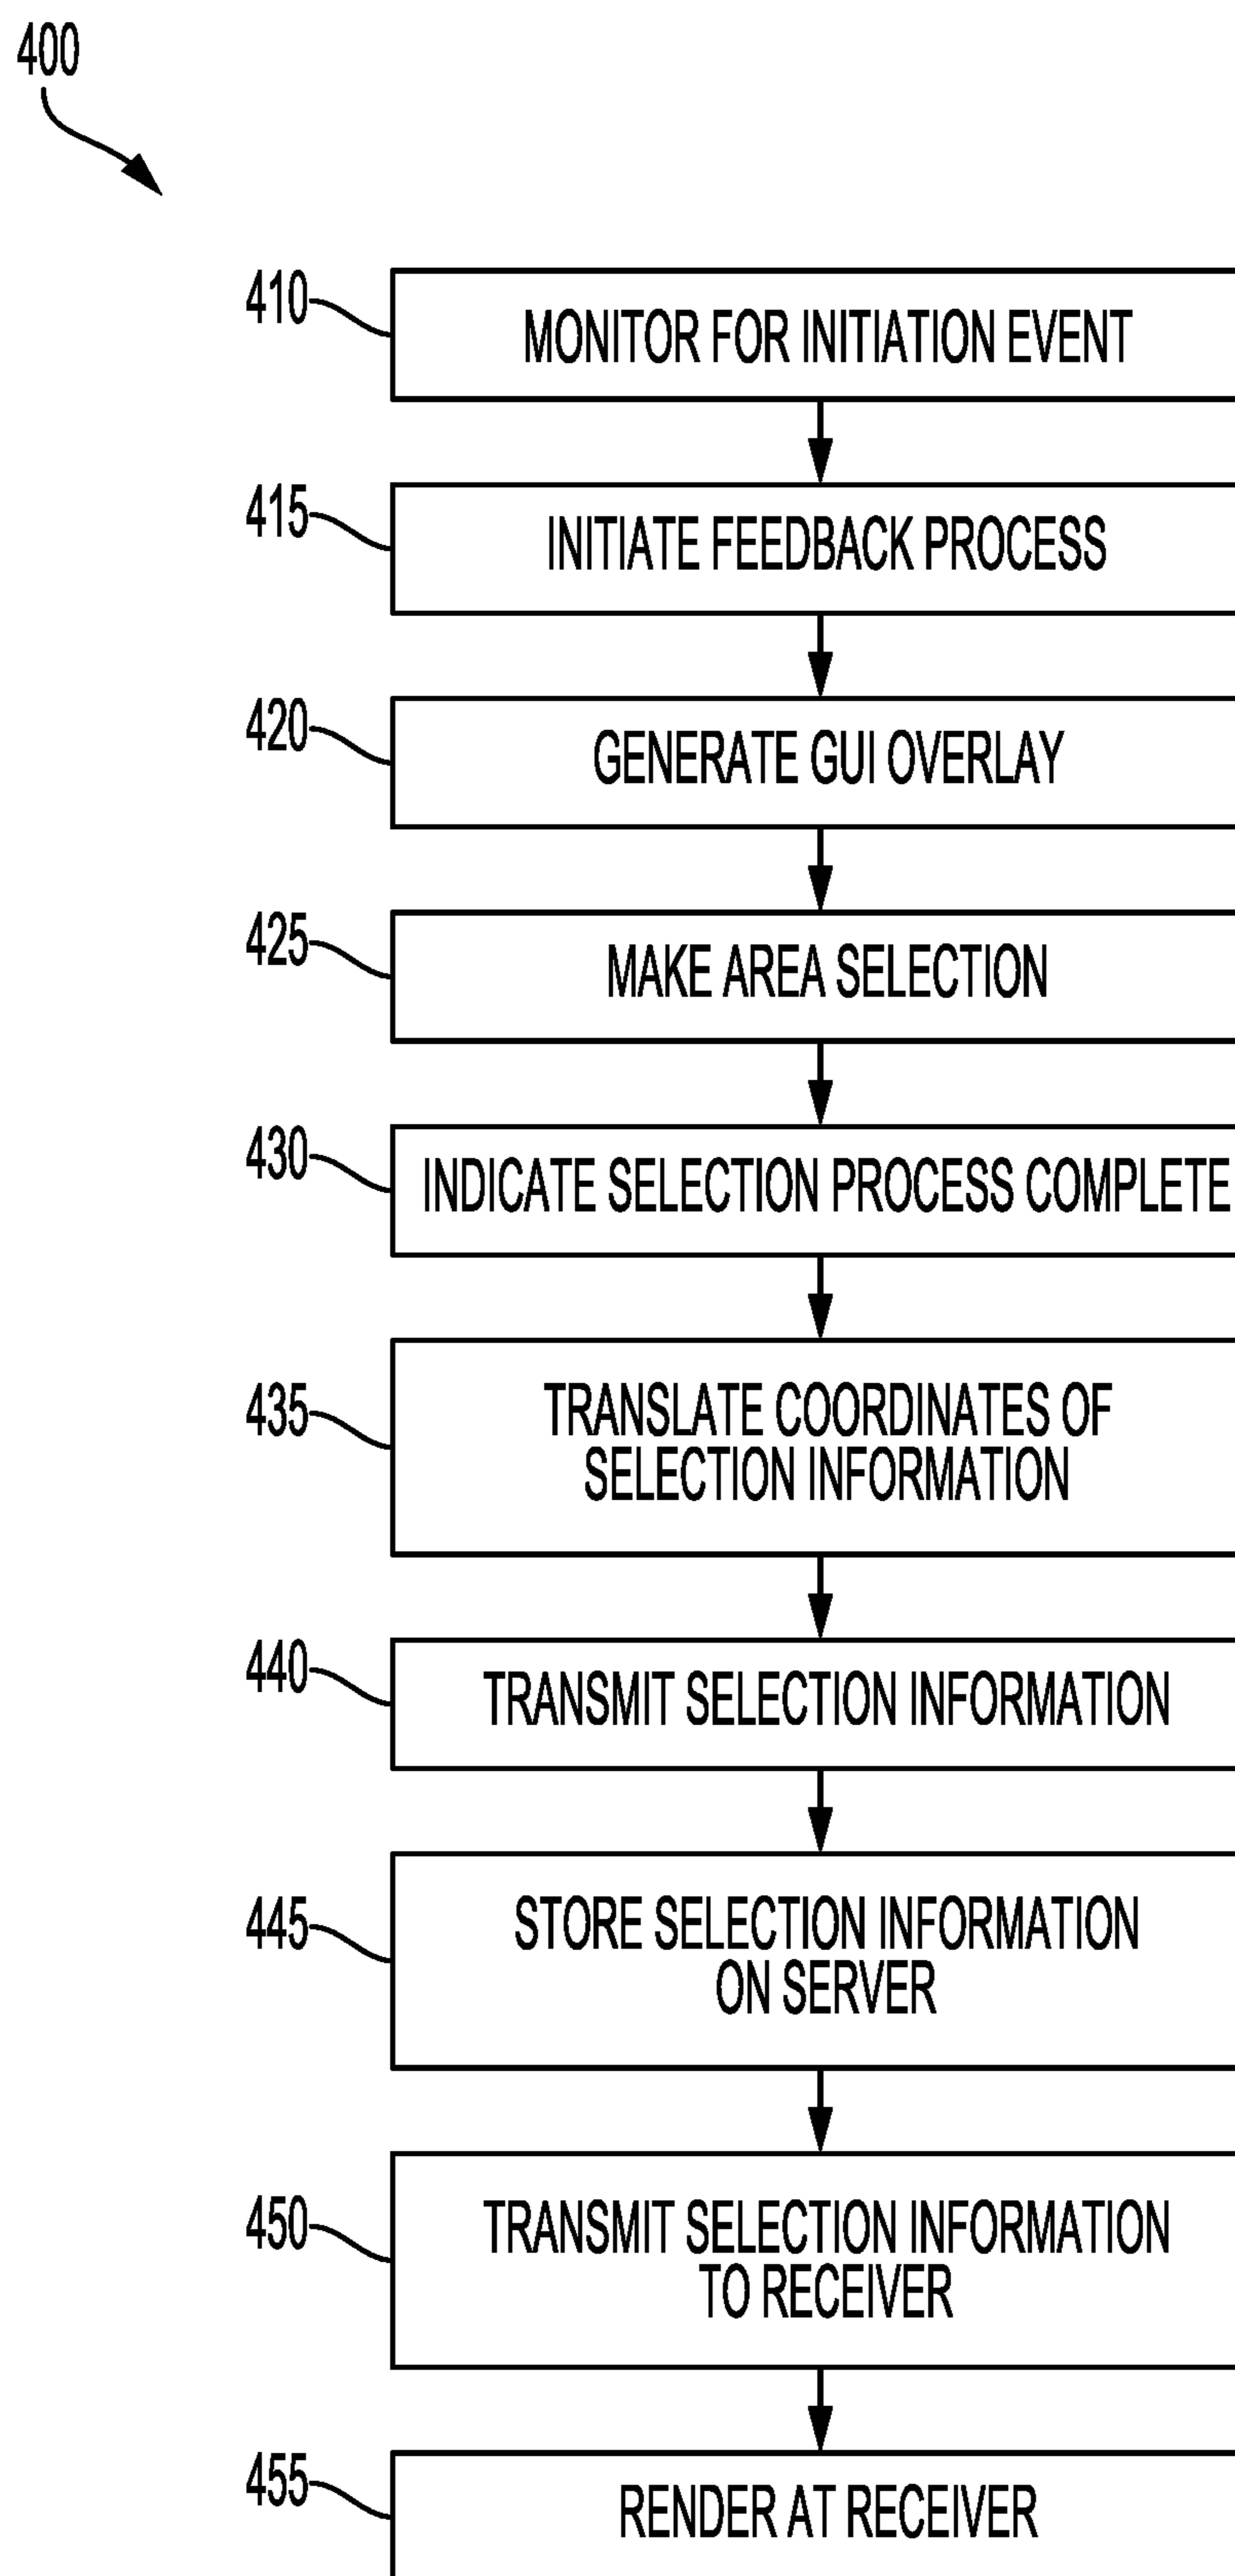 400
410
MONITOR FOR INITIATION EVENT
415
INITIATE FEEDBACK PROCESS
420
GENERATE GUI OVERLAY
425
MAKE AREA SELECTION
430
INDICATE SELECTION PROCESS COMPLETE
435
TRANSLATE COORDINATES OF
SELECTION INFORMATION
440
TRANSMIT SELECTION INFORMATION
445
STORE SELECTION INFORMATION
ON SERVER
450
TRANSMIT SELECTION INFORMATION
TO RECEIVER
455
RENDER AT RECEIVER